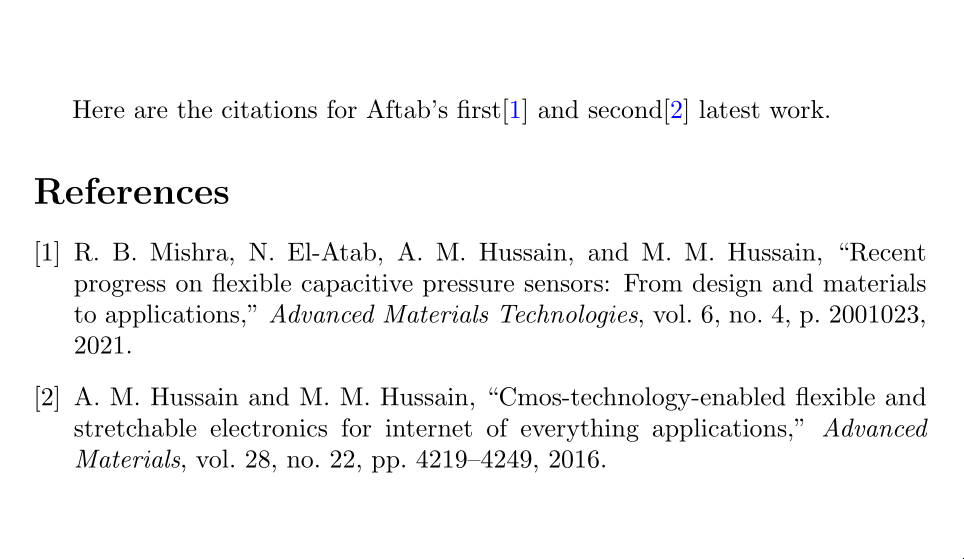 Here are the citations for Aftab's first[1] and second[2] latest work.
References
[1] R. B. Mishra, N. El-Atab, A. M. Hussain, and M. M. Hussain, “Recent
progress on flexible capacitive pressure sensors: From design and materials
to applications,” Advanced Materials Technologies, vol. 6, no. 4, p. 2001023,
2021.
[2] A. M. Hussain and M. M. Hussain, “Cmos-technology-enabled flexible and
stretchable electronics for internet of everything applications,” Advanced
Materials, vol. 28, no. 22, pp. 4219–4249, 2016.